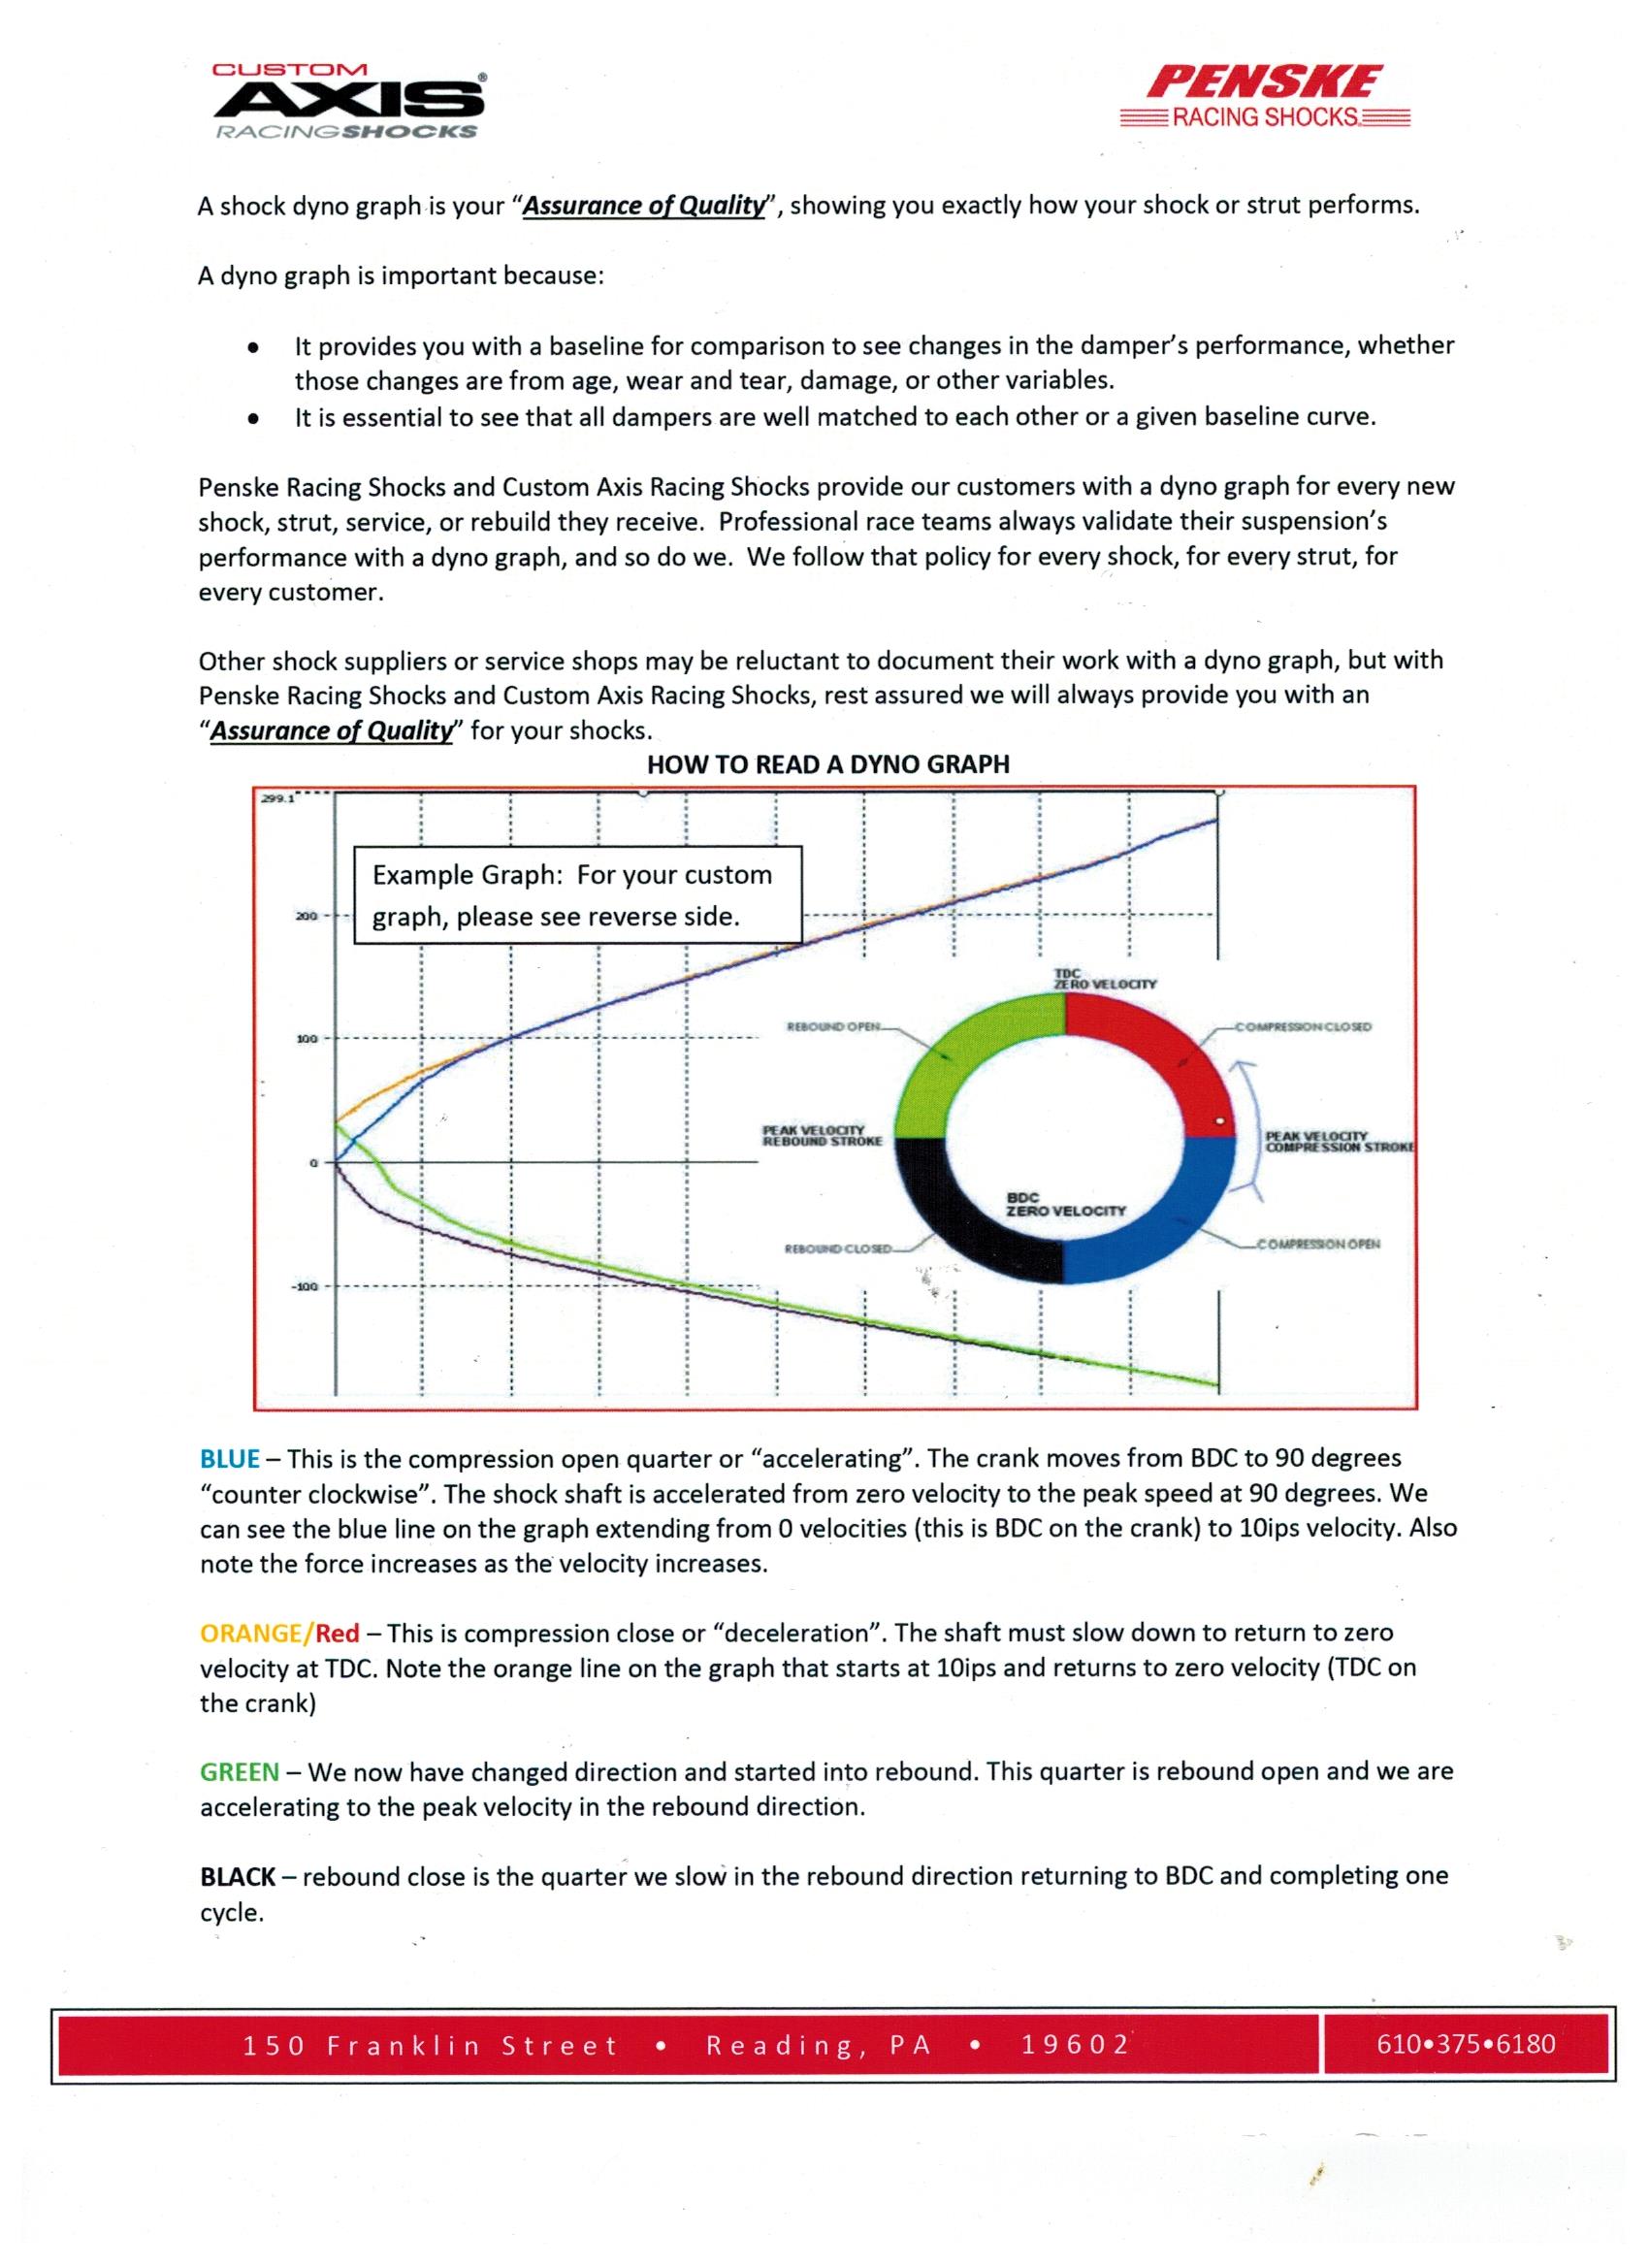 CUSTOM
AXIS®
RACINGSHOCKS
PENSKE
RACING SHOCKS
A shock dyno graph is your “Assurance of Quality”, showing you exactly how your shock or strut performs.
A dyno graph is important because:
• It provides you with a baseline for comparison to see changes in the damper’s performance, whether
those changes are from age, wear and tear, damage, or other variables.
• It is essential to see that all dampers are well matched to each other or a given baseline curve.
Penske Racing Shocks and Custom Axis Racing Shocks provide our customers with a dyno graph for every new
shock, strut, service, or rebuild they receive.  Professional race teams always validate their suspension’s
performance with a dyno graph, and so do we.  We follow that policy for every shock, for every strut, for
every customer.
Other shock suppliers or service shops may be reluctant to document their work with a dyno graph, but with
Penske Racing Shocks and Custom Axis Racing Shocks, rest assured we will always provide you with an
“Assurance of Quality” for your shocks.
HOW TO READ A DYNO GRAPH
299.1
Example Graph:  For your custom
graph, please see reverse side.
200
100
0
-100
TDC
ZERO VELOCITY
REBOUND OPEN
COMPRESSION CLOSED
PEAK VELOCITY
REBOUND STROKE
PEAK VELOCITY
COMPRESSION STROKE
BDC
ZERO VELOCITY
REBOUND CLOSED
COMPRESSION OPEN
BLUE – This is the compression open quarter or “accelerating”. The crank moves from BDC to 90 degrees
“counter clockwise”. The shock shaft is accelerated from zero velocity to the peak speed at 90 degrees. We
can see the blue line on the graph extending from 0 velocities (this is BDC on the crank) to 10ips velocity. Also
note the force increases as the velocity increases.
ORANGE/Red – This is compression close or “deceleration”. The shaft must slow down to return to zero
velocity at TDC. Note the orange line on the graph that starts at 10ips and returns to zero velocity (TDC on
the crank)
GREEN – We now have changed direction and started into rebound. This quarter is rebound open and we are
accelerating to the peak velocity in the rebound direction.
BLACK – rebound close is the quarter we slow in the rebound direction returning to BDC and completing one
cycle.
150 Franklin Street • Reading, PA • 19602
610•375•6180